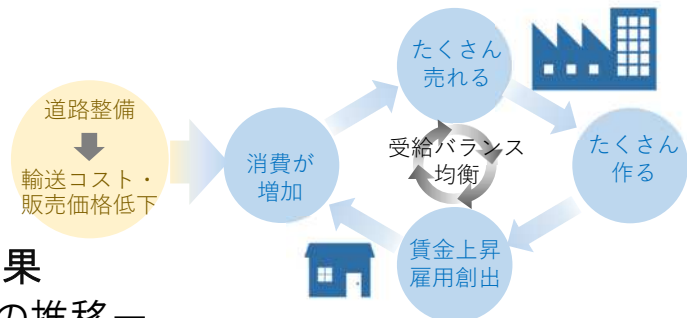 道路整備
輸送コスト・
販売価格低下
消費が
増加
たくさん
売れる
たくさん
作る
賃金上昇
雇用創出
受給バランス
均衡
果
の推移ー